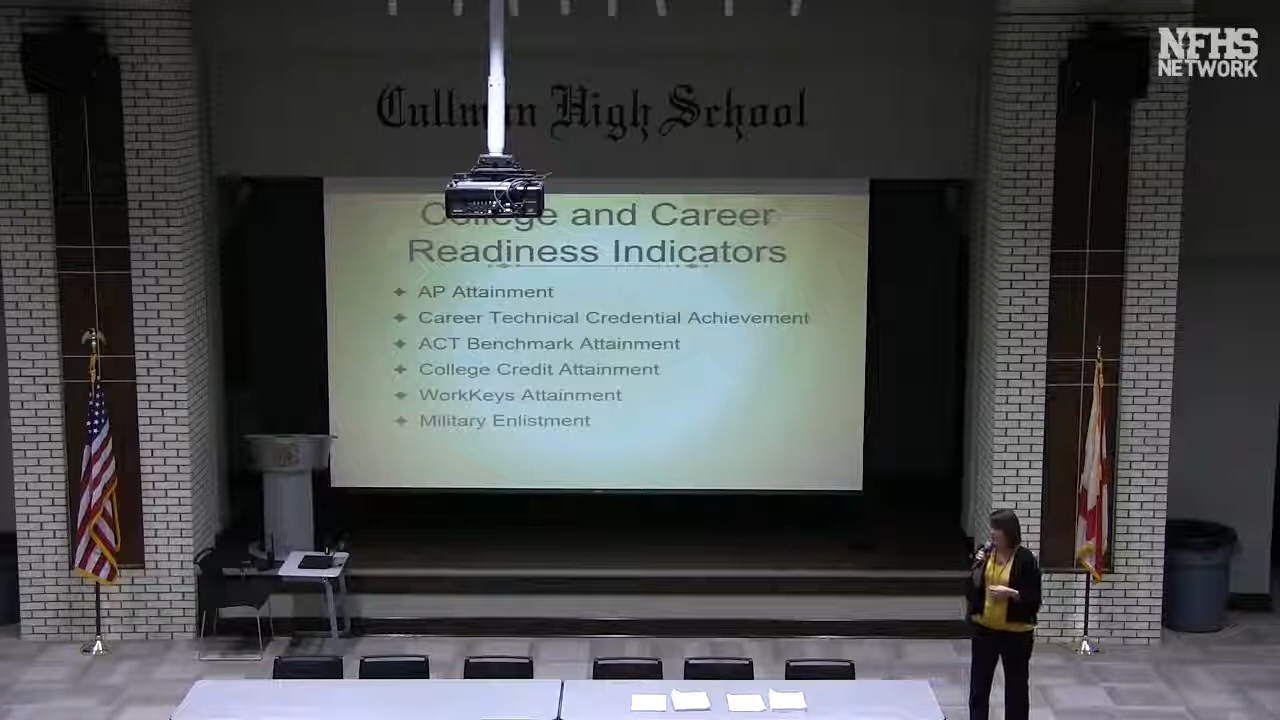 NFHS
NETWORK
Cullman High School
College and Career
Readiness Indicators
AP Attainment
Career Technical Credential Achievement
ACT Benchmark Attainment
College Credit Attainment
WorkKeys Attainment
Military Enlistment